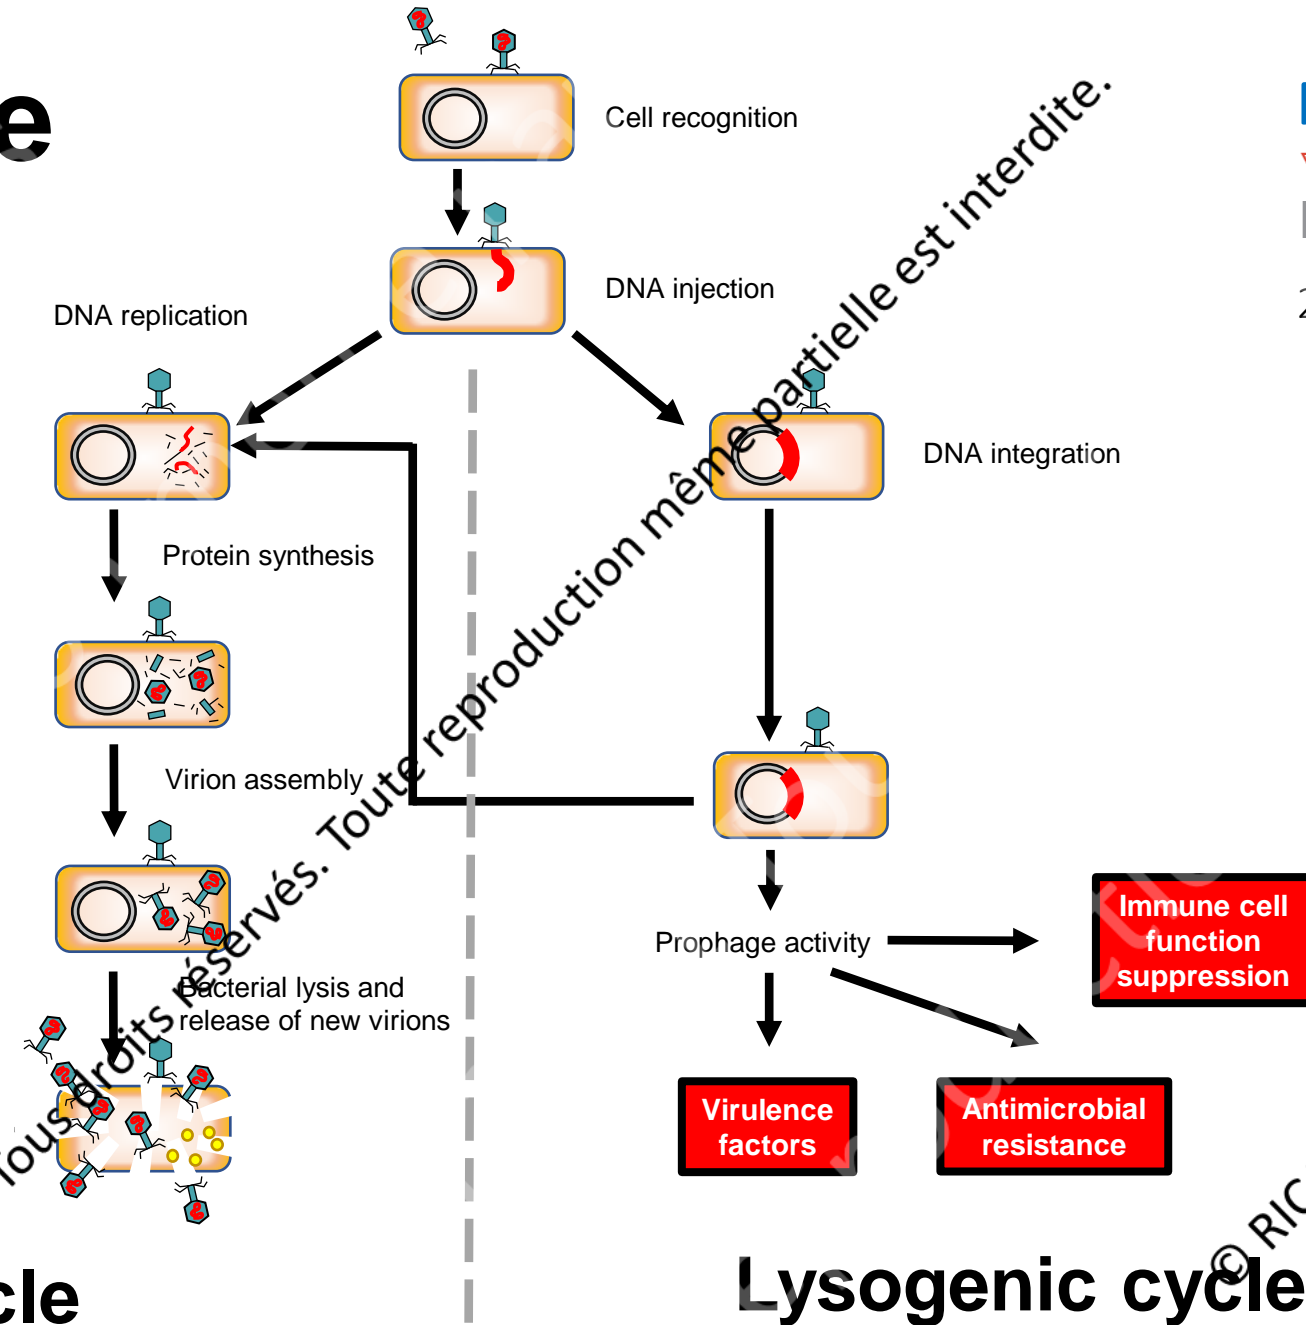 e
Cell recognition
DNA injection
DNA replication
DNA integration
Protein synthesis
Virion assembly
Bacterial lysis and
release of new virions
Prophage activity
Immune cell
function
suppression
Virulence
factors
Antimicrobial
resistance
cle
Lysogenic cycle
Tous droits réservés. Toute reproduction même partielle est interdite.
© RIC
2